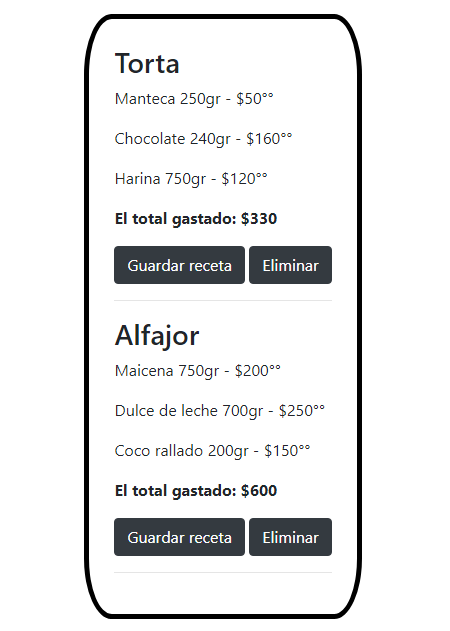 Torta
Manteca 250gr - $50°°
Chocolate 240gr - $160°°
Harina 750gr - $120°°
El total gastado: $330
Guardar receta Eliminar
Alfajor
Maicena 750gr - $200°°
Dulce de leche 700gr - $250°°
Coco rallado 200gr - $150°°
El total gastado: $600
Guardar receta Eliminar